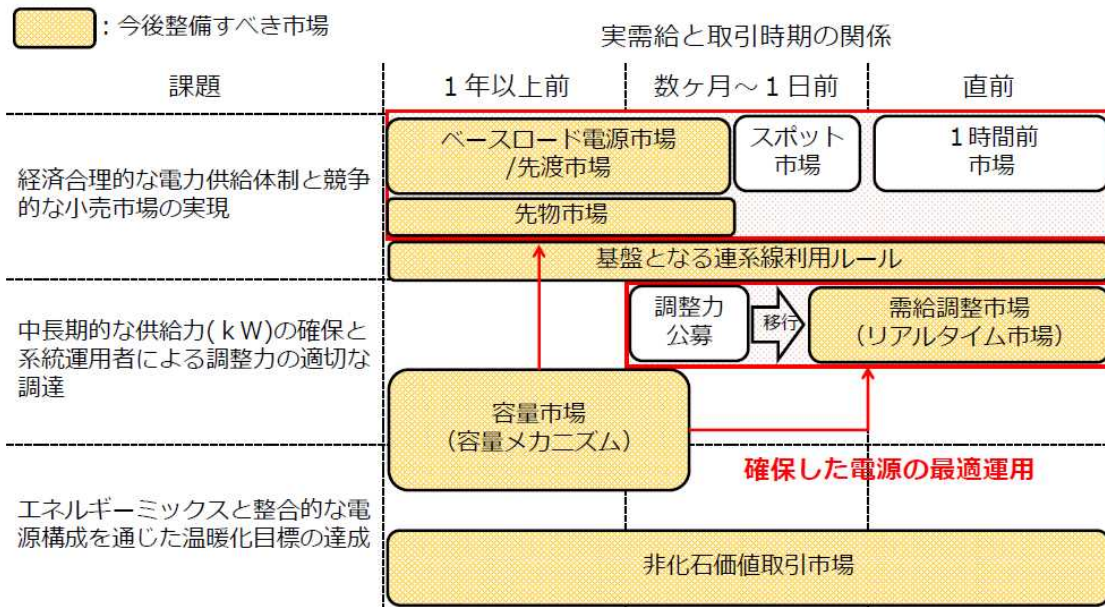 ：今後整備すべき市場
実需給と取引時期の関係
課題
１年以上前
数ヶ月～１日前
直前
経済合理的な電力供給体制と競争
的な小売市場の実現
ベースロード電源市場
/先渡市場
スポット
市場
１時間前
市場
先物市場
基盤となる連系線利用ルール
中長期的な供給力(ｋW)の確保と
系統運用者による調整力の適切な
調達
調整力
公募
移行
需給調整市場
（リアルタイム市場）
容量市場
（容量メカニズム）
確保した電源の最適運用
エネルギーミックスと整合的な電
源構成を通じた温暖化目標の達成
非化石価値取引市場